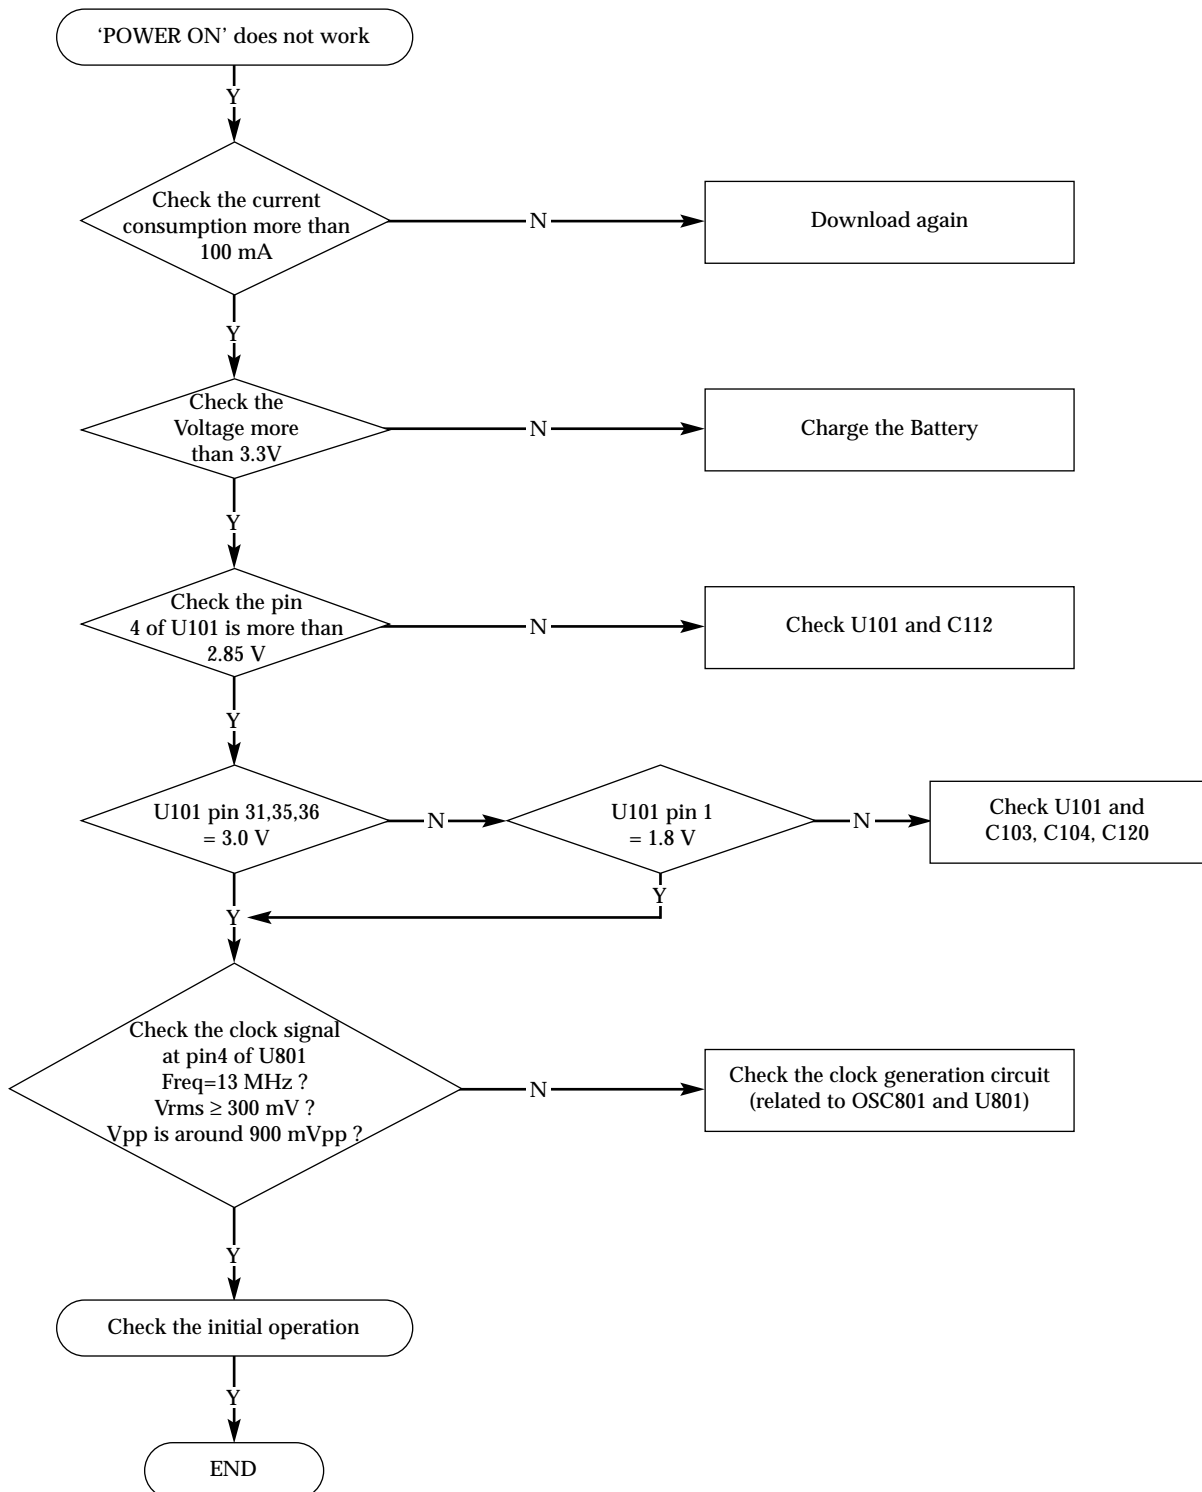 ‘POWER ON’ does not work
Y
Check the current
consumption more than
100 mA
N
Download again
Y
Check the
Voltage more
than 3.3V
N
Charge the Battery
Y
Check the pin
4 of U101 is more than
2.85 V
N
Check U101 and C112
Y
U101 pin 31,35,36
= 3.0 V
N
U101 pin 1
= 1.8 V
N
Check U101 and
C103, C104, C120
Y
Y
Check the clock signal
at pin4 of U801
Freq=13 MHz ?
Vrms ≥ 300 mV ?
Vpp is around 900 mVpp ?
N
Check the clock generation circuit
(related to OSC801 and U801)
Y
Check the initial operation
Y
END